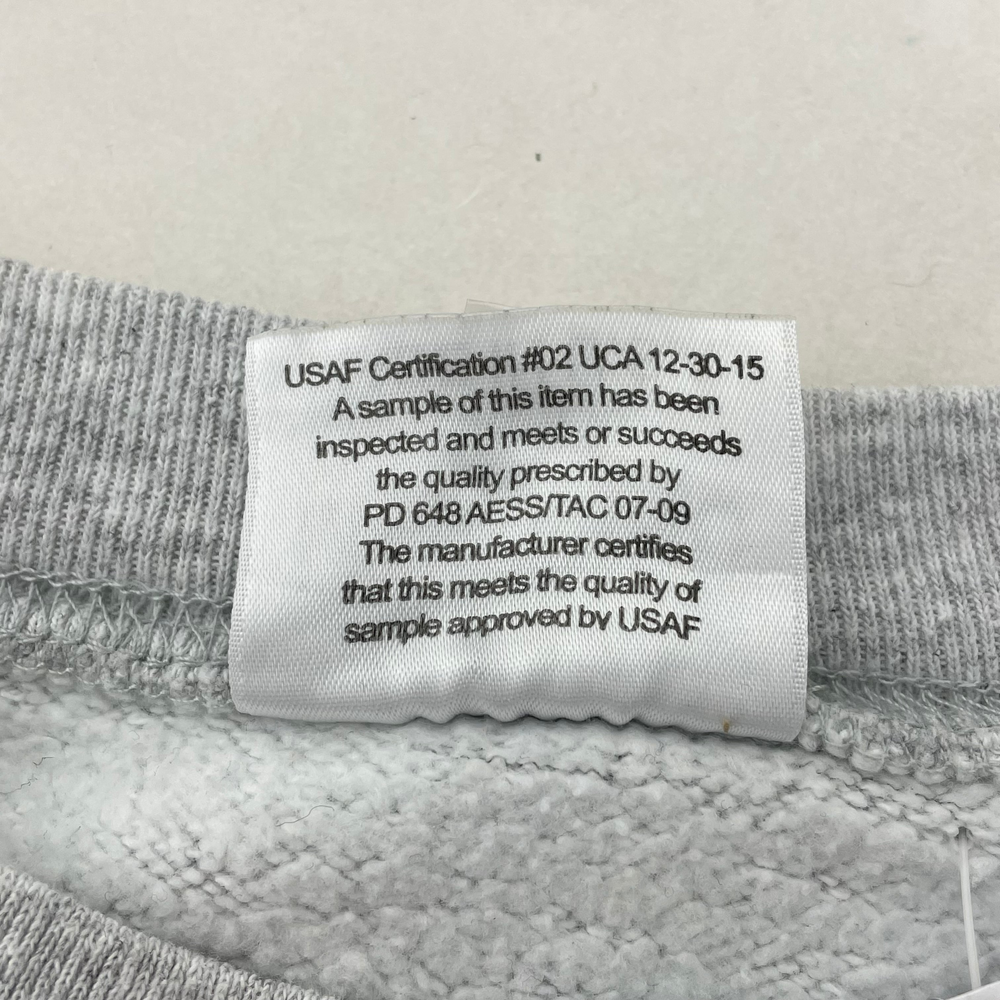 USAF Certification #02 UCA 12-30-15
A sample of this item has been
inspected and meets or succeeds
the quality prescribed by
PD 648 AESS/TAC 07-09
The manufacturer certifies
that this meets the quality of
sample approved by USAF